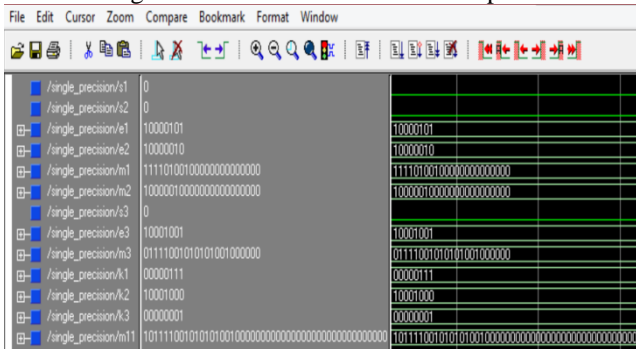 File Edit Cursor Zoom Compare Bookmark Format Window
/single_precision/s1 0
/single_precision/s2 0
/single_precision/e1 10000101 10000101
/single_precision/e2 10000010 10000010
/single_precision/m1 11110100100000000000000 11110100100000000000000
/single_precision/m2 10000010000000000000000 10000010000000000000000
/single_precision/s3 0
/single_precision/e3 10001001 10001001
/single_precision/m3 01111001010101001000000 01111001010101001000000
/single_precision/k1 00000111 00000111
/single_precision/k2 10001000 10001000
/single_precision/k3 00000001 00000001
/single_precision/m11 101111001010101001000000000000000000000000000000